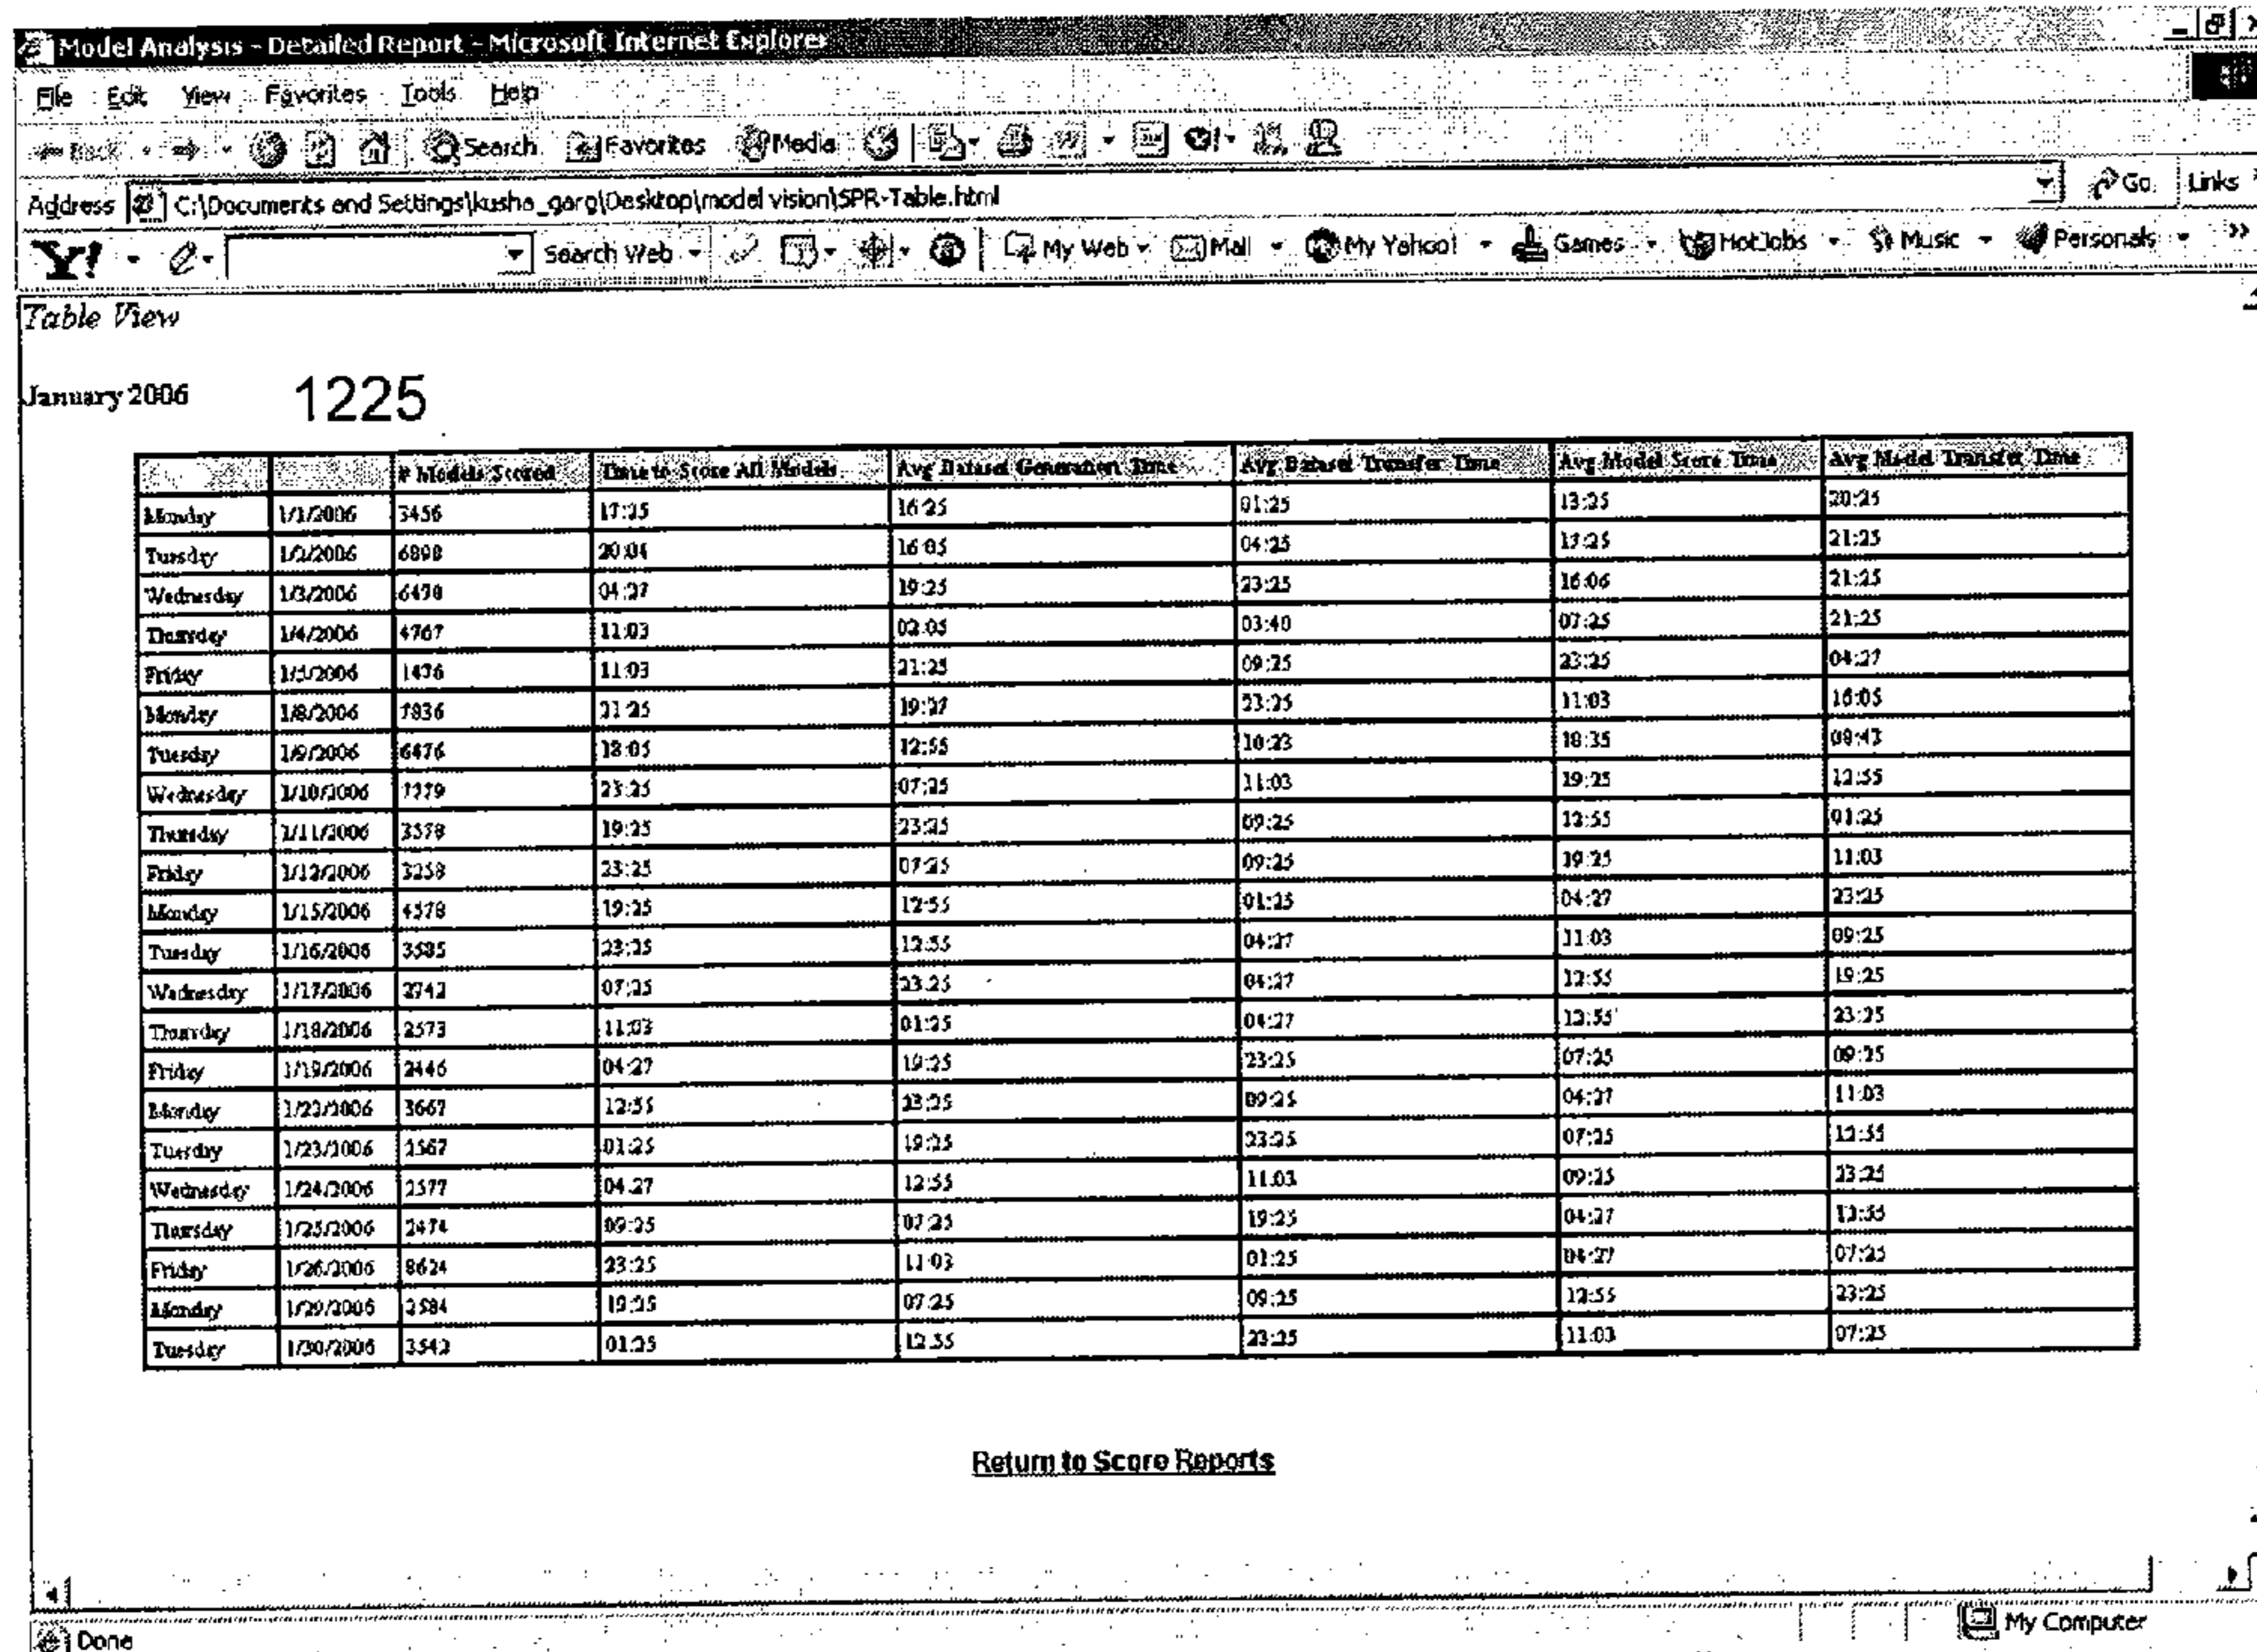 Model Analysis - Detailed Report - Microsoft Internet Explorer
File Edit View Favorites Tools Help
Back Search Favorites Media
Address C:\Documents and Settings\kusha_garg\Desktop\model vision\SPR-Table.html Go Links »
Y! Search Web My Web Mail My Yahoo! Games HotJobs Music Personals »
Table View
January 2006 1225
# Models Scored Time to Score All Models Avg Dataset Generation Time Avg Dataset Transfer Time Avg Model Score Time Avg Model Transfer Time
Monday 1/1/2006 3456 17:25 16:25 01:25 13:25 20:25
Tuesday 1/2/2006 20:04 16:05 04:25 21:25
Wednesday 1/3/2006 04:27 19:25 23:25 16:06 21:25
Thursday 1/4/2006 4767 11:03 03:40 07:25 21:25
Friday 1/5/2006 11:03 21:25 09:25 23:25 04:27
Monday 1/8/2006 7836 21:25 19:27 23:25 11:03 16:05
Tuesday 1/9/2006 6476 18:05 12:55 10:23 18:35 08:43
Wednesday 1/10/2006 23:25 07:25 11:03 19:25 12:55
Thursday 1/11/2006 3578 19:25 23:25 09:25 12:55 01:25
Friday 1/12/2006 3258 23:25 07:25 09:25 19:25 11:03
Monday 1/15/2006 4578 19:25 12:55 01:25 04:27 23:25
Tuesday 1/16/2006 3585 23:25 12:55 04:27 11:03 09:25
Wednesday 1/17/2006 2742 07:25 23:25 04:27 12:55 19:25
Thursday 1/18/2006 2573 11:03 01:25 04:27 12:55 23:25
Friday 1/19/2006 2446 04:27 19:25 23:25 07:25 09:25
Monday 1/22/2006 3667 12:55 23:25 09:25 04:27 11:03
Tuesday 1/23/2006 01:25 19:25 23:25 07:25 12:55
Wednesday 1/24/2006 04:27 12:55 11:03 09:25 23:25
Thursday 1/25/2006 2474 09:25 07:25 19:25 04:27 12:55
Friday 1/26/2006 8624 23:25 11:03 01:25 04:27 07:25
Monday 1/29/2006 19:25 07:25 09:25 12:55 23:25
Tuesday 1/30/2006 01:25 12:55 23:25 11:03 07:25
Return to Score Reports
Done My Computer